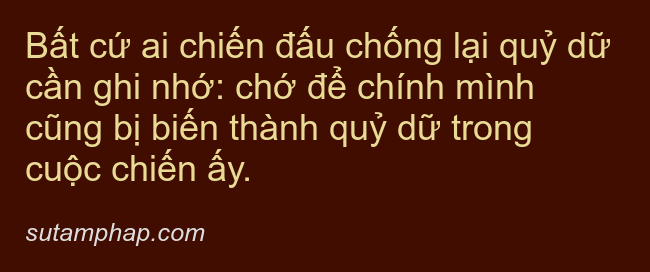 Bất cứ ai chiến đấu chống lại quỷ dữ
cần ghi nhớ: chớ để chính mình
cũng bị biến thành quỷ dữ trong
cuộc chiến ấy.
sutamphap.com